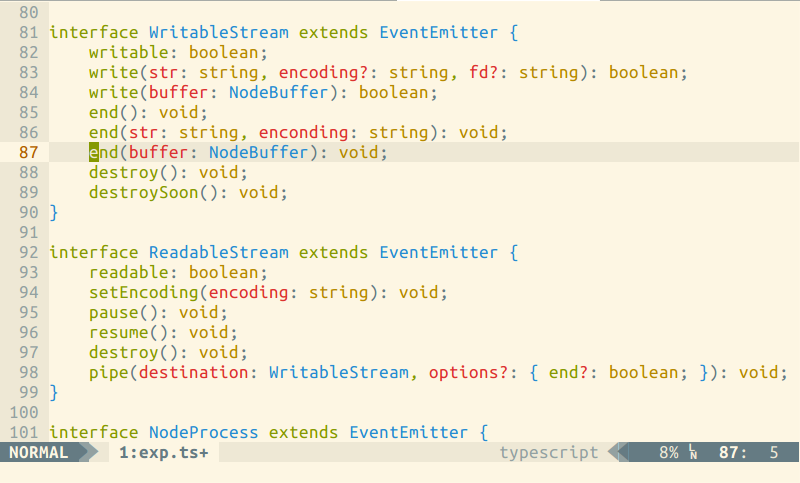 80
81 interface WritableStream extends EventEmitter {
82     writable: boolean;
83     write(str: string, encoding?: string, fd?: string): boolean;
84     write(buffer: NodeBuffer): boolean;
85     end(): void;
86     end(str: string, enconding: string): void;
87     end(buffer: NodeBuffer): void;
88     destroy(): void;
89     destroySoon(): void;
90 }
91
92 interface ReadableStream extends EventEmitter {
93     readable: boolean;
94     setEncoding(encoding: string): void;
95     pause(): void;
96     resume(): void;
97     destroy(): void;
98     pipe(destination: WritableStream, options?: { end?: boolean; }): void;
99 }
100
101 interface NodeProcess extends EventEmitter {
NORMAL 1:exp.ts+ typescript 8% LN 87: 5